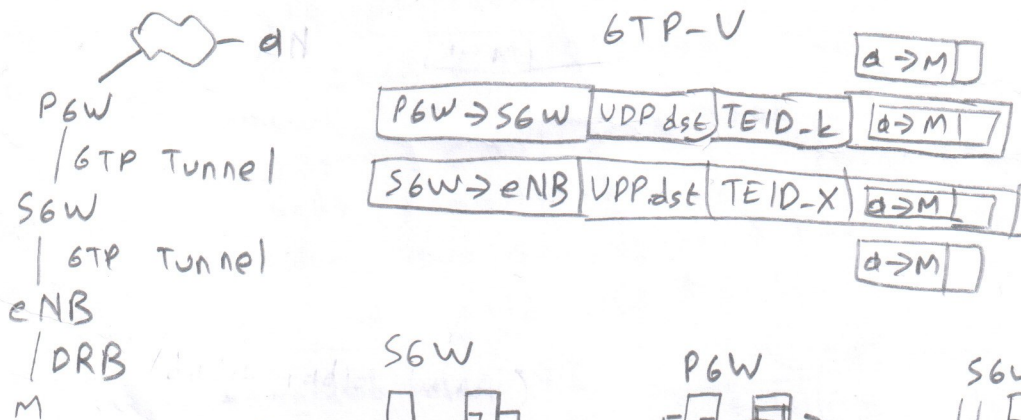 a
GTP-U
a→M
PGW
PGW→SGW UDP dst TEID_k a→M
GTP Tunnel
SGW
SGW→eNB UDP.dst TEID_X a→M
GTP Tunnel
a→M
eNB
DRB
SGW PGW SGW
M